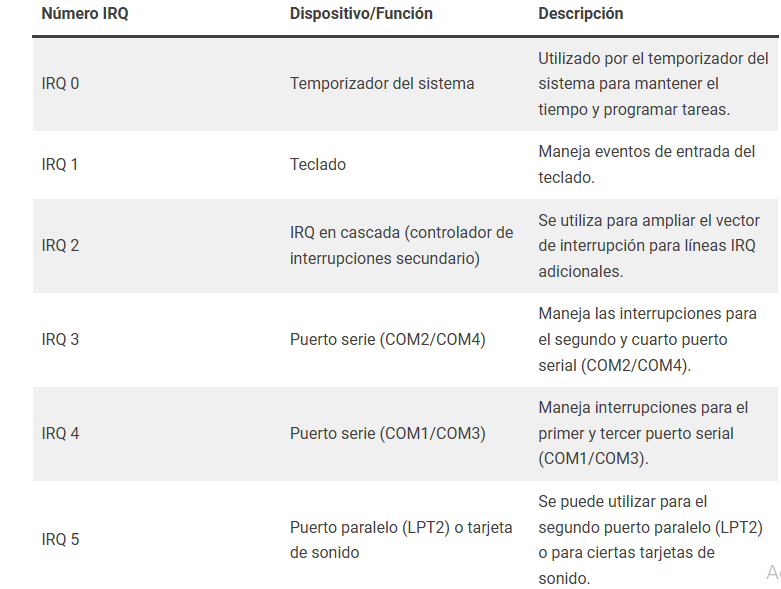 Número IRQ Dispositivo/Función Descripción
Utilizado por el temporizador del
IRQ 0 Temporizador del sistema sistema para mantener el
tiempo y programar tareas.
Maneja eventos de entrada del
IRQ 1 Teclado
teclado.
Se utiliza para ampliar el vector
IRQ en cascada (controlador de
IRQ 2 de interrupción para líneas IRQ
interrupciones secundario)
adicionales.
Maneja las interrupciones para
IRQ 3 Puerto serie (COM2/COM4) el segundo y cuarto puerto
serial (COM2/COM4).
Maneja interrupciones para el
IRQ 4 Puerto serie (COM1/COM3) primer y tercer puerto serial
(COM1/COM3).
Se puede utilizar para el
Puerto paralelo (LPT2) o tarjeta segundo puerto paralelo (LPT2)
IRQ 5
de sonido o para ciertas tarjetas de
sonido.